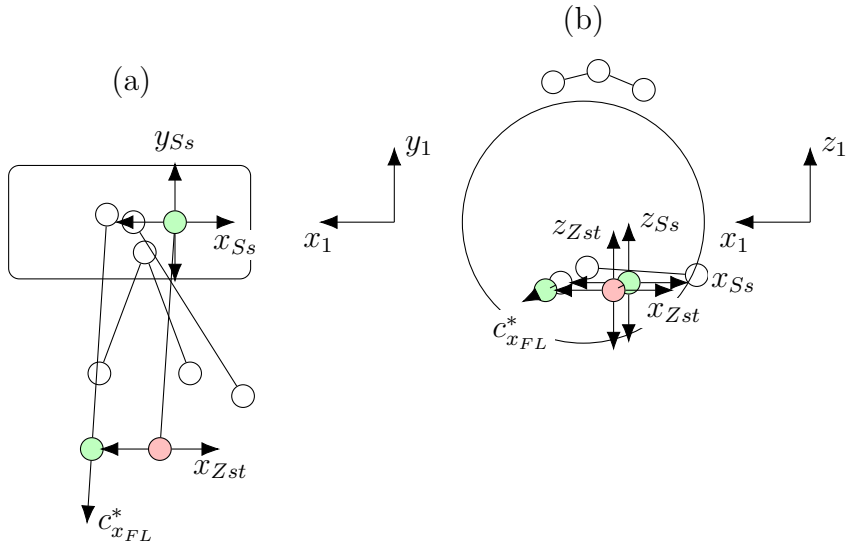 (a)
(b)
y_{Ss}
y_1
z_1
x_{Ss}
x_1
z_{Zst}
z_{Ss}
x_1
x_{Ss}
x_{Zst}
c^*_{x_{FL}}
x_{Zst}
c^*_{x_{FL}}